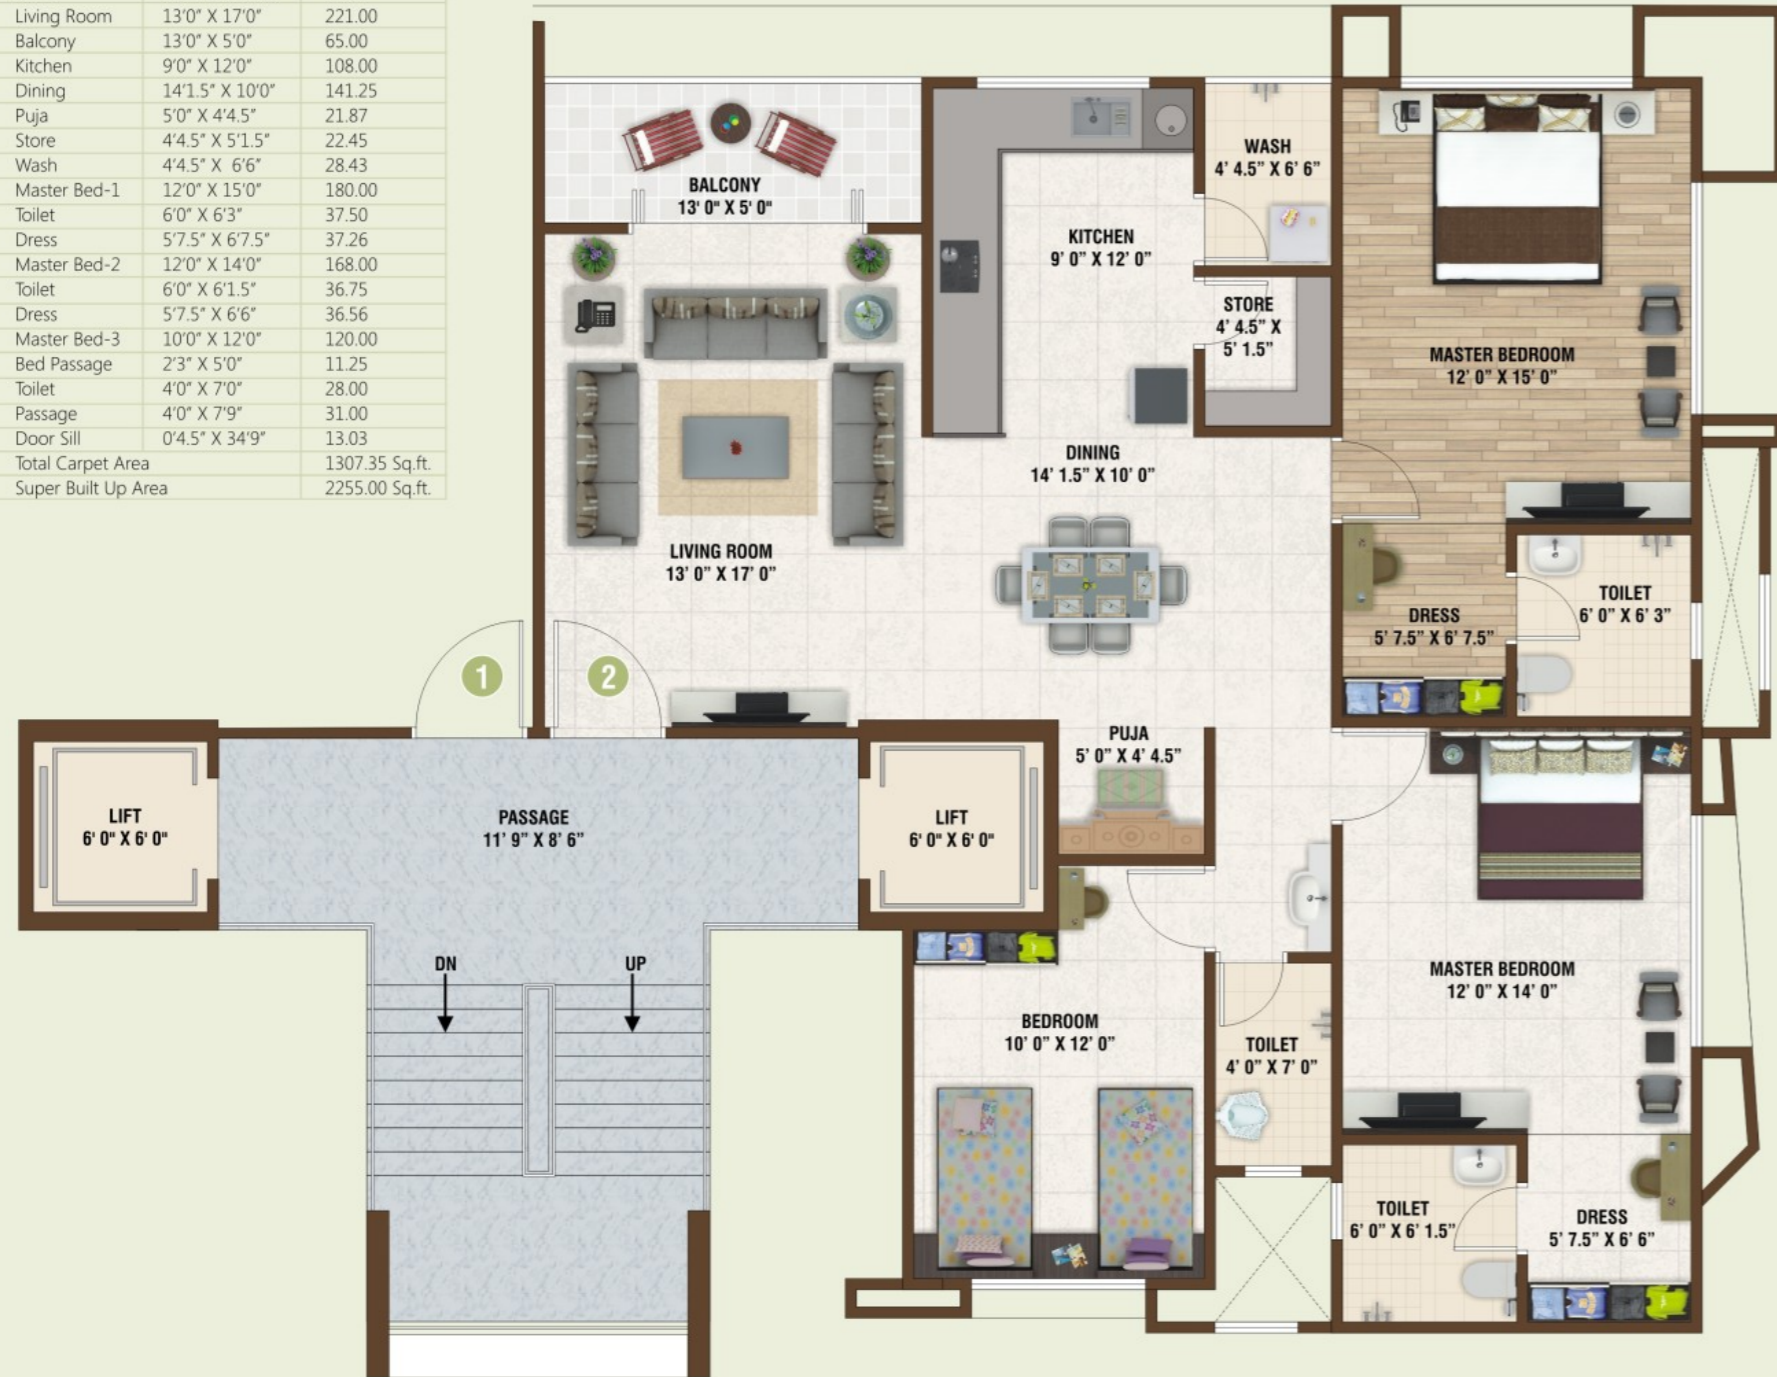 Living Room 13'0" X 17'0" 221.00
Balcony 13'0" X 5'0" 65.00
Kitchen 9'0" X 12'0" 108.00
Dining 14'1.5" X 10'0" 141.25
Puja 5'0" X 4'4.5" 21.87
Store 4'4.5" X 5'1.5" 22.45
Wash 4'4.5" X 6'6" 28.43
Master Bed-1 12'0" X 15'0" 180.00
Toilet 6'0" X 6'3" 37.50
Dress 5'7.5" X 6'7.5" 37.26
Master Bed-2 12'0" X 14'0" 168.00
Toilet 6'0" X 6'1.5" 36.75
Dress 5'7.5" X 6'6" 36.56
Master Bed-3 10'0" X 12'0" 120.00
Bed Passage 2'3" X 5'0" 11.25
Toilet 4'0" X 7'0" 28.00
Passage 4'0" X 7'9" 31.00
Door Sill 0'4.5" X 34'9" 13.03
Total Carpet Area 1307.35 Sq.ft.
Super Built Up Area 2255.00 Sq.ft.
BALCONY
13' 0" X 5' 0"
KITCHEN
9' 0" X 12' 0"
WASH
4' 4.5" X 6' 6"
STORE
4' 4.5" X
5' 1.5"
MASTER BEDROOM
12' 0" X 15' 0"
DINING
14' 1.5" X 10' 0"
LIVING ROOM
13' 0" X 17' 0"
DRESS
5' 7.5" X 6' 7.5"
TOILET
6' 0" X 6' 3"
1
2
PUJA
5' 0" X 4' 4.5"
LIFT
6' 0" X 6' 0"
PASSAGE
11' 9" X 8' 6"
LIFT
6' 0" X 6' 0"
DN
UP
MASTER BEDROOM
12' 0" X 14' 0"
BEDROOM
10' 0" X 12' 0"
TOILET
4' 0" X 7' 0"
TOILET
6' 0" X 6' 1.5"
DRESS
5' 7.5" X 6' 6"